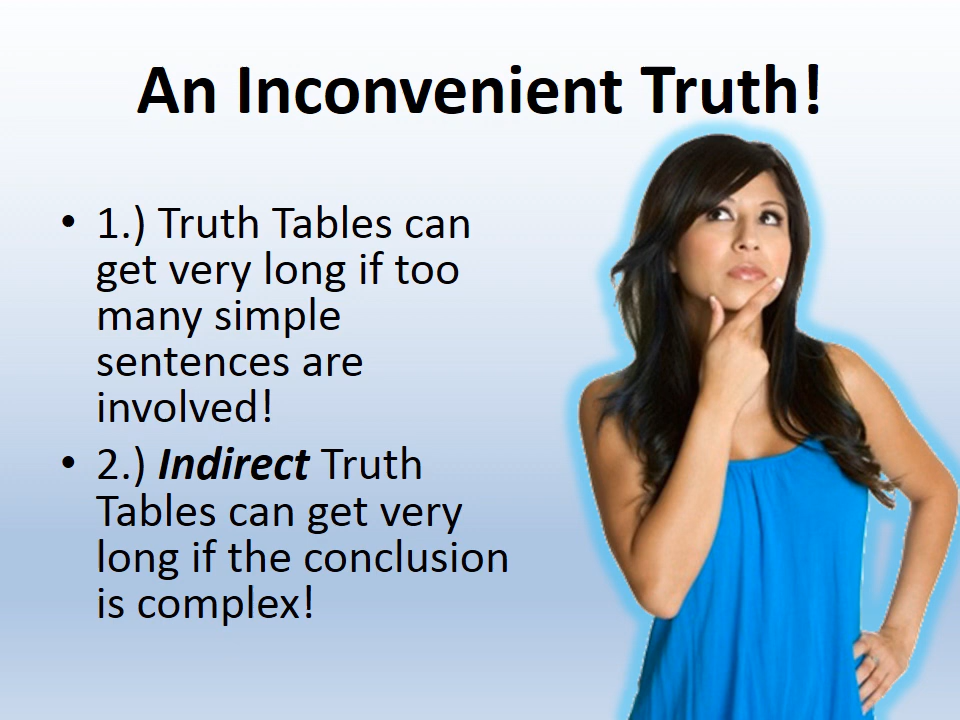 An Inconvenient Truth!
• 1.) Truth Tables can
get very long if too
many simple
sentences are
involved!
• 2.) Indirect Truth
Tables can get very
long if the conclusion
is complex!